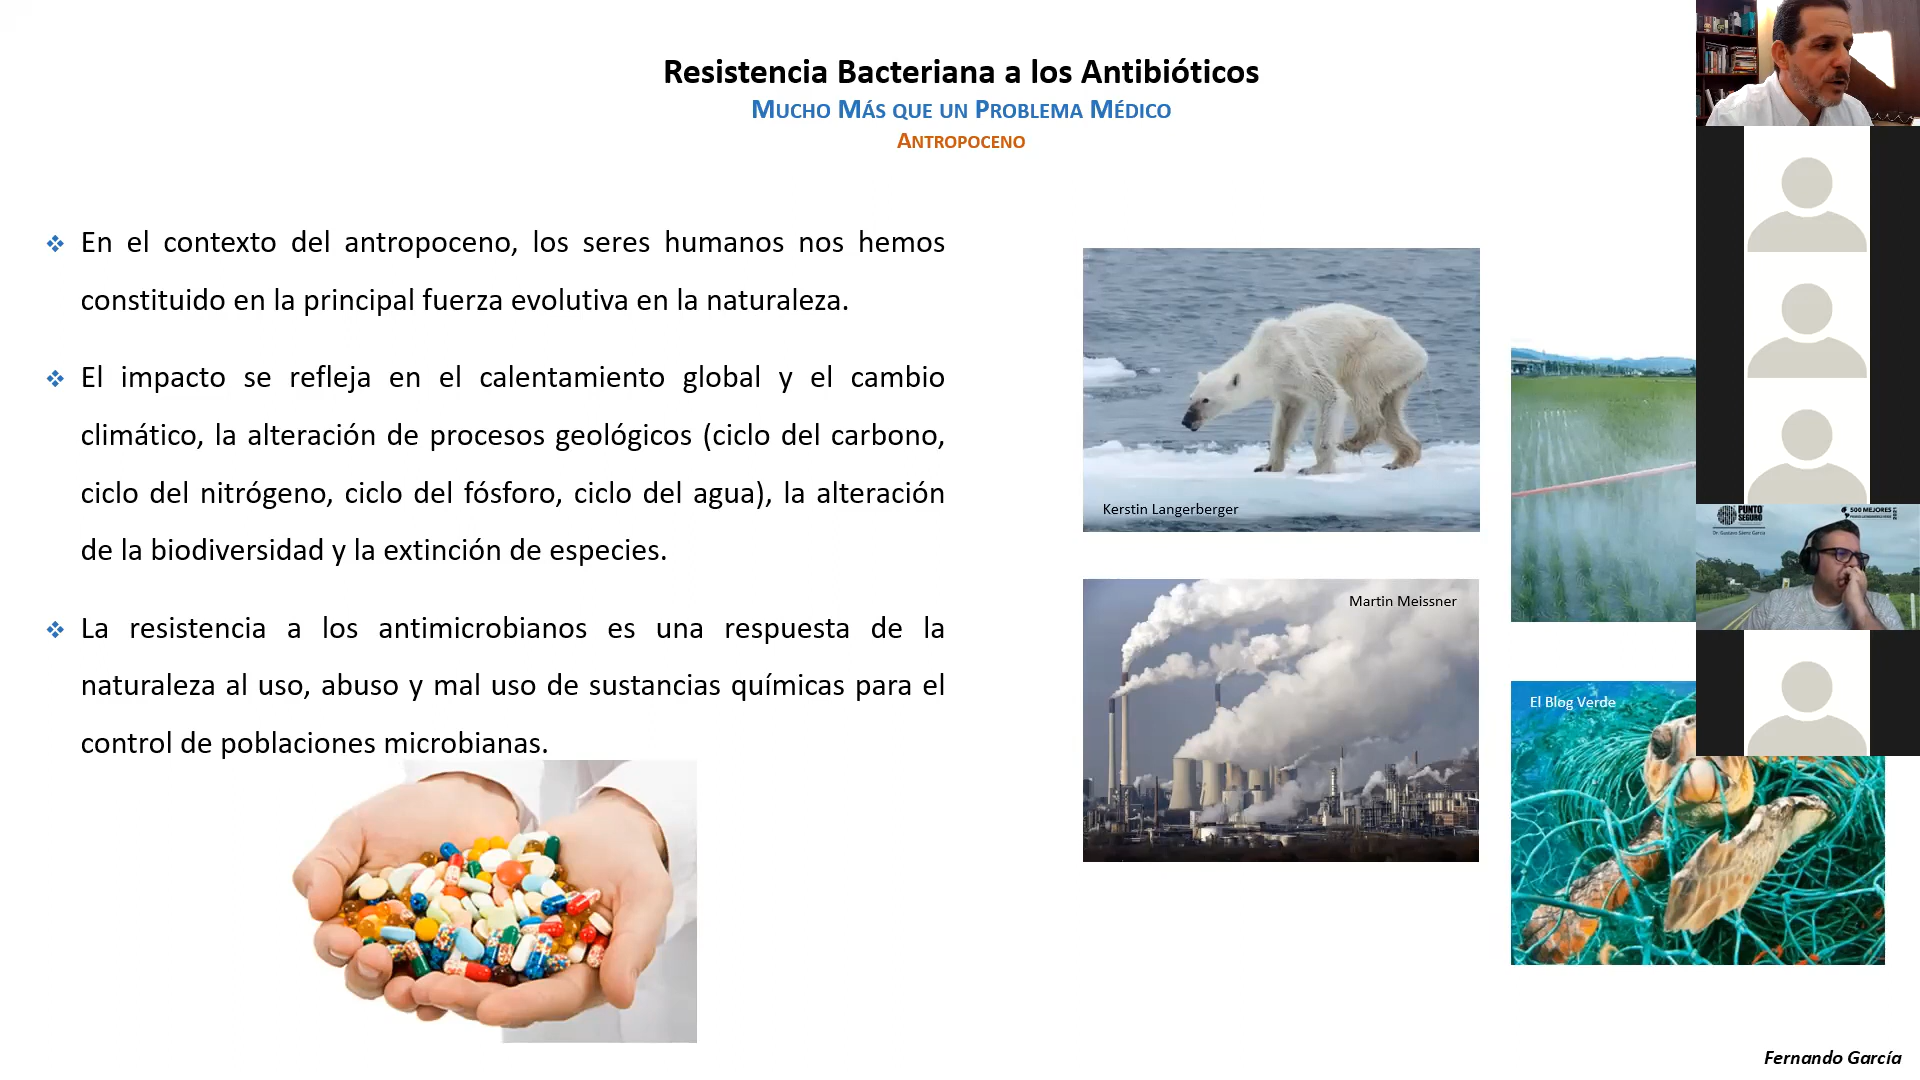 Resistencia Bacteriana a los Antibióticos
Mucho Más que un Problema Médico
Antropoceno
En el contexto del antropoceno, los seres humanos nos hemos
constituido en la principal fuerza evolutiva en la naturaleza.
El impacto se refleja en el calentamiento global y el cambio
climático, la alteración de procesos geológicos (ciclo del carbono,
ciclo del nitrógeno, ciclo del fósforo, ciclo del agua), la alteración
de la biodiversidad y la extinción de especies.
La resistencia a los antimicrobianos es una respuesta de la
naturaleza al uso, abuso y mal uso de sustancias químicas para el
control de poblaciones microbianas.
Kerstin Langerberger
Martin Meissner
El Blog Verde
PUNTO
SEGURO
Dr. Gustavo Sáenz García
500 MEJORES
2021
Fernando García